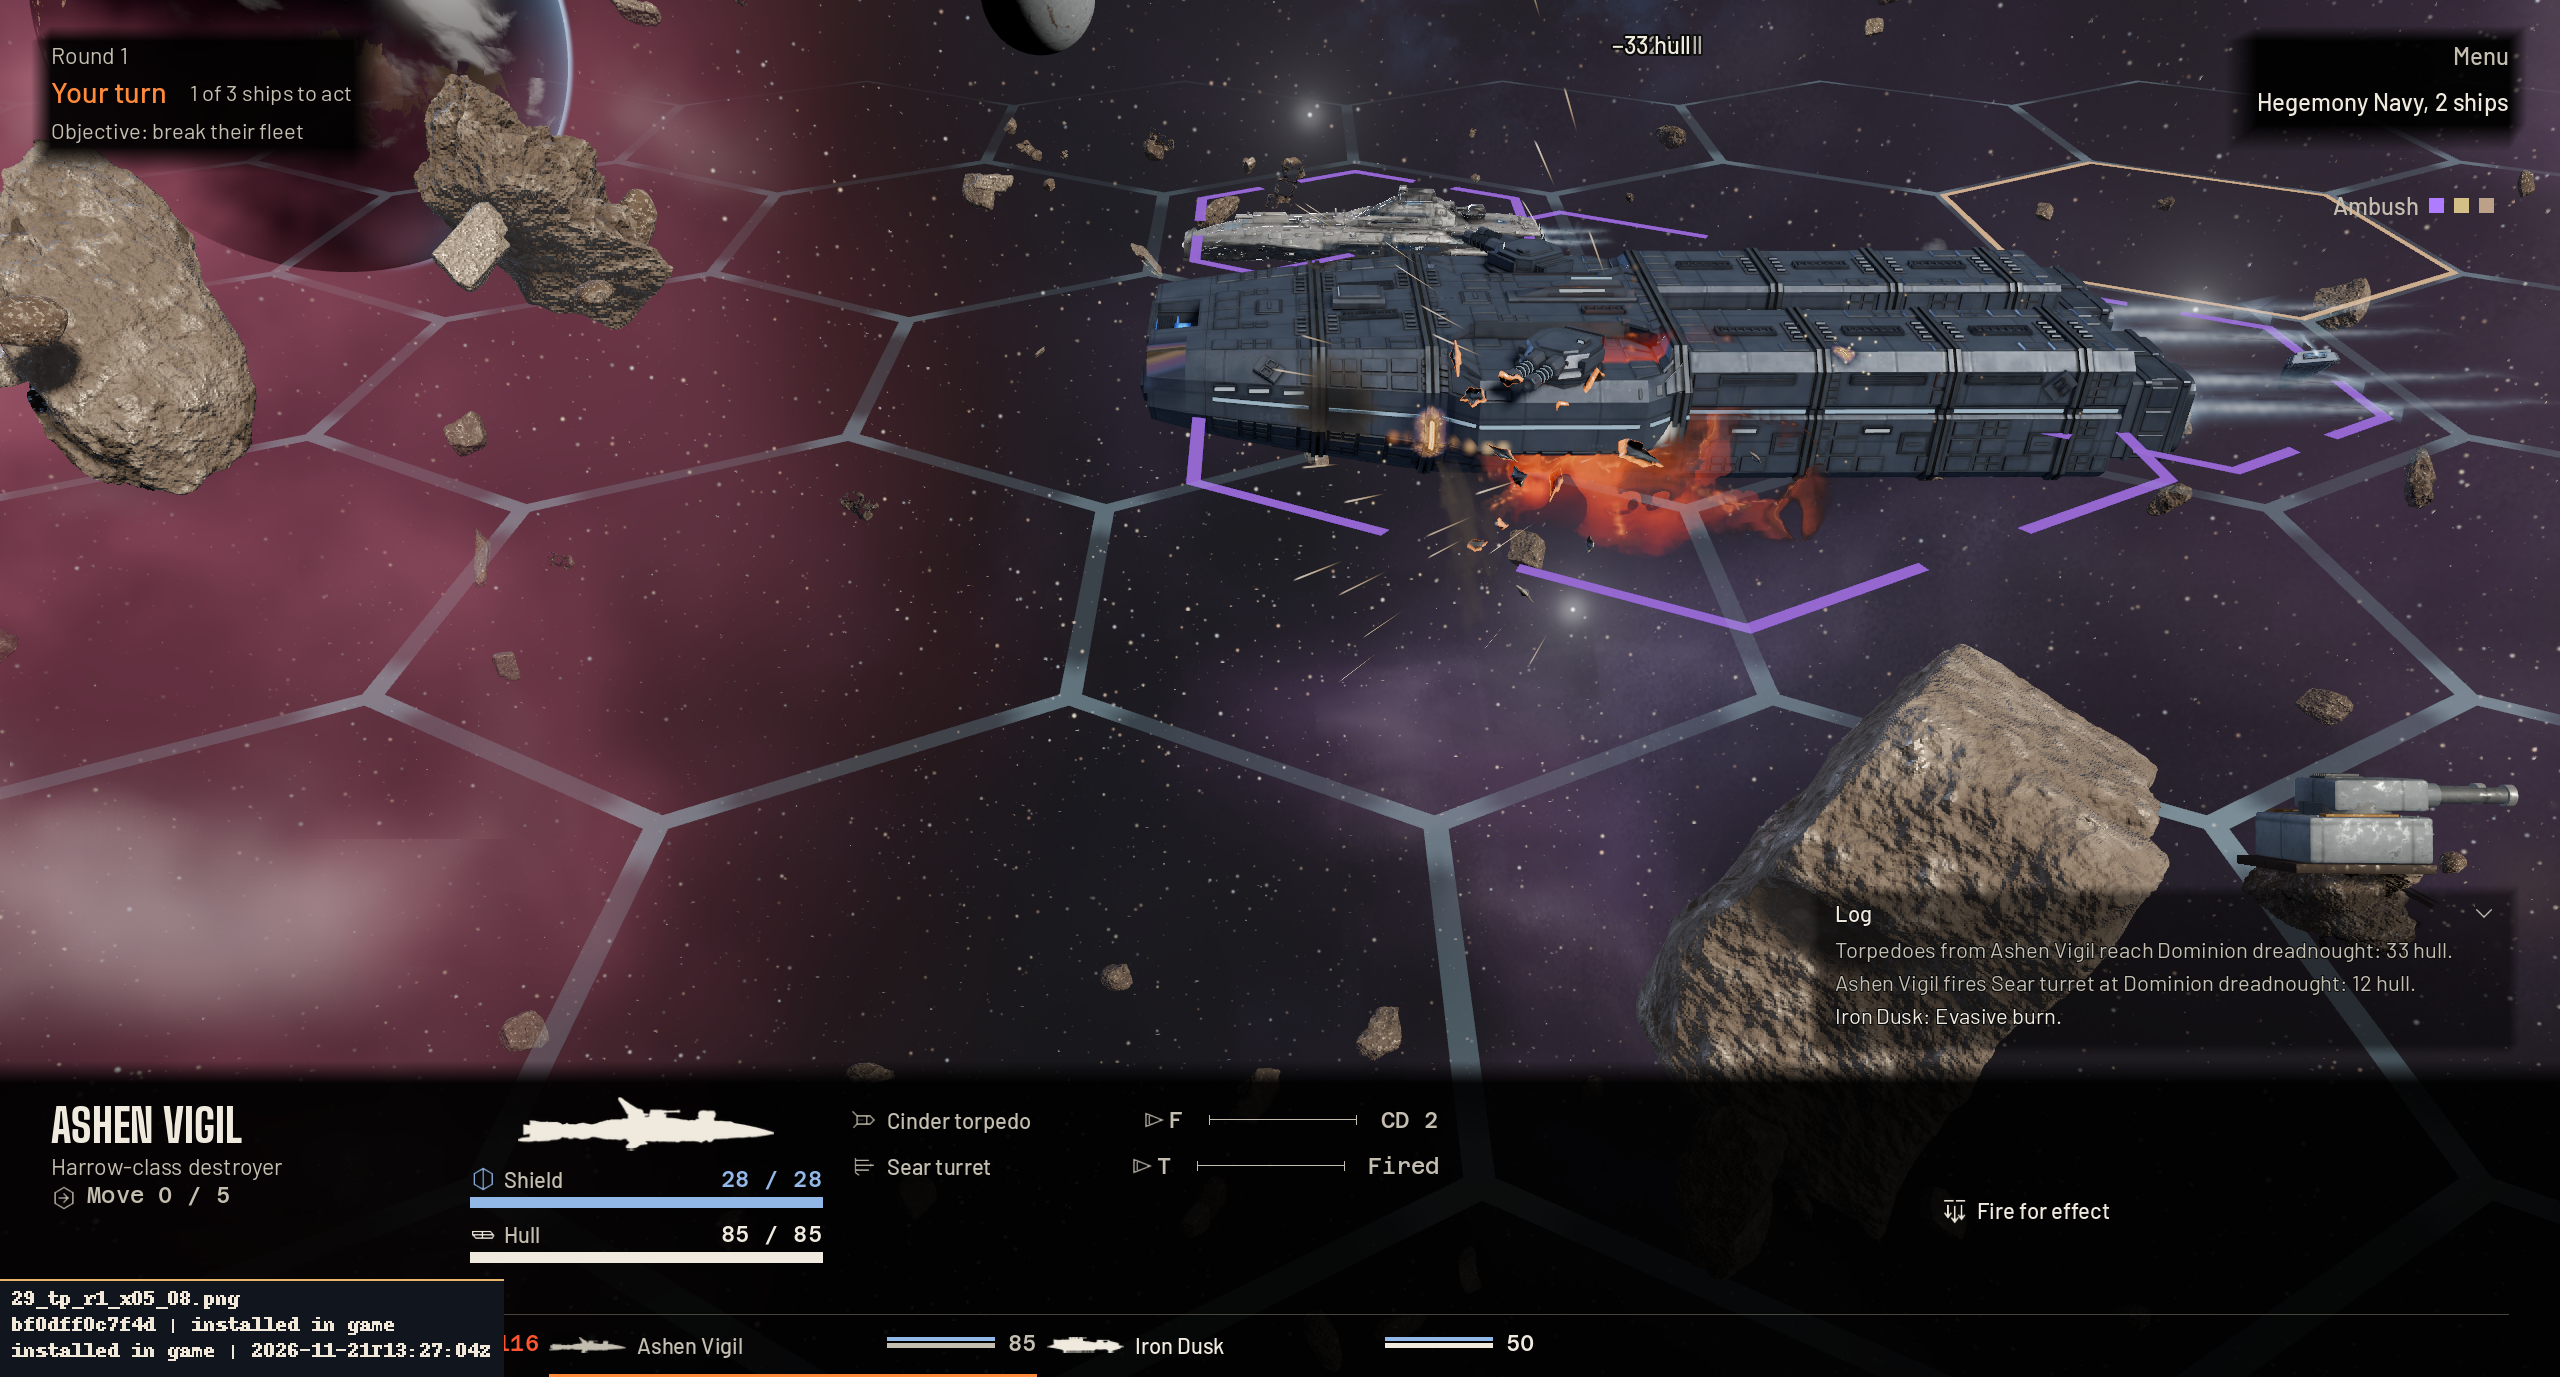 Round 1
Your turn 1 of 3 ships to act
Objective: break their fleet
Menu
Hegemony Navy, 2 ships
Ambush
Log
Torpedoes from Ashen Vigil reach Dominion dreadnought: 33 hull.
Ashen Vigil fires Sear turret at Dominion dreadnought: 12 hull.
Iron Dusk: Evasive burn.
ASHEN VIGIL
Harrow-class destroyer
Move 0 / 5
Shield 28 / 28
Hull 85 / 85
Cinder torpedo F CD 2
Sear turret T Fired
Fire for effect
29_tp_r1_x05_08.png
bf0dff0c7f4d | installed in game
installed in game | 2026-11-21r13:27:04z
116 Ashen Vigil 85 Iron Dusk 50